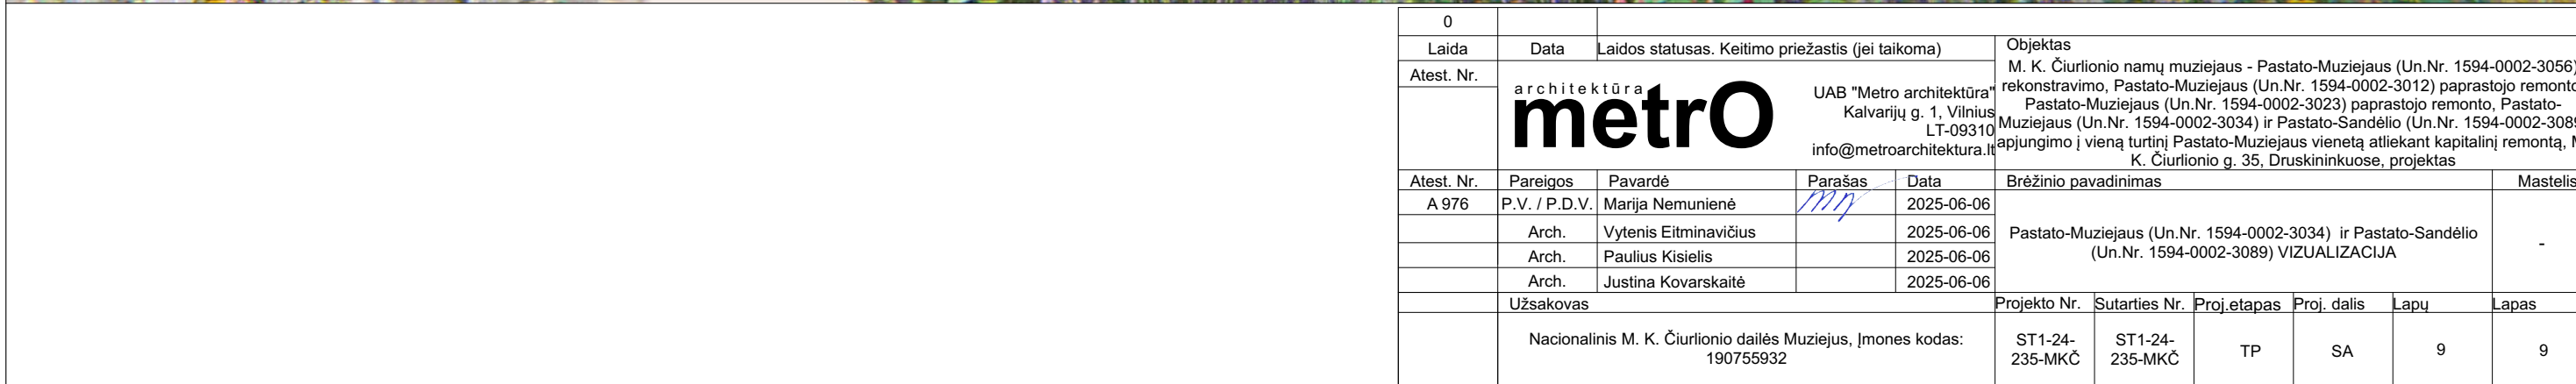 0
Laida Data Laidos statusas. Keitimo priežastis (jei taikoma)
Atest. Nr.
architektūra
metrO
UAB "Metro architektūra"
Kalvarijų g. 1, Vilnius
LT-09310
info@metroarchitektura.lt
Objektas
M. K. Čiurlionio namų muziejaus - Pastato-Muziejaus (Un.Nr. 1594-0002-3056)
rekonstravimo, Pastato-Muziejaus (Un.Nr. 1594-0002-3012) paprastojo remonto
Pastato-Muziejaus (Un.Nr. 1594-0002-3023) paprastojo remonto, Pastato-
Muziejaus (Un.Nr. 1594-0002-3034) ir Pastato-Sandėlio (Un.Nr. 1594-0002-3089
apjungimo į vieną turtinį Pastato-Muziejaus vienetą atliekant kapitalinį remontą, M
K. Čiurlionio g. 35, Druskininkuose, projektas
Atest. Nr. Pareigos Pavardė Parašas Data
A 976 P.V. / P.D.V. Marija Nemunienė 2025-06-06
Arch. Vytenis Eitminavičius 2025-06-06
Arch. Paulius Kisielis 2025-06-06
Arch. Justina Kovarskaitė 2025-06-06
Brėžinio pavadinimas Mastelis
Pastato-Muziejaus (Un.Nr. 1594-0002-3034) ir Pastato-Sandėlio
(Un.Nr. 1594-0002-3089) VIZUALIZACIJA
-
Užsakovas
Nacionalinis M. K. Čiurlionio dailės Muziejus, Įmones kodas:
190755932
Projekto Nr. Sutarties Nr. Proj.etapas Proj. dalis Lapų Lapas
ST1-24-
235-MKČ
ST1-24-
235-MKČ
TP SA 9 9